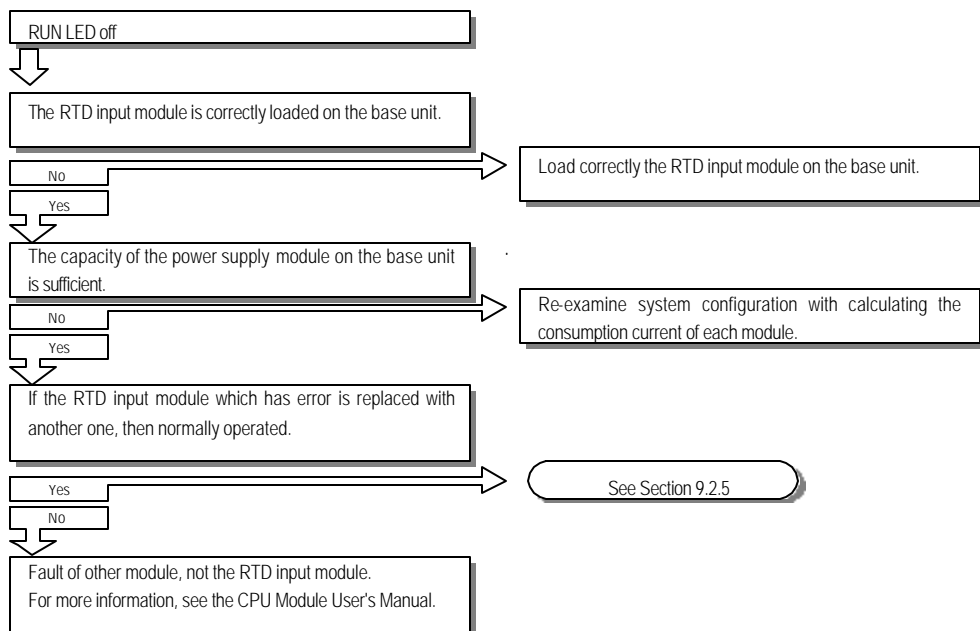 RUN LED off
The RTD input module is correctly loaded on the base unit.
No
Load correctly the RTD input module on the base unit.
Yes
The capacity of the power supply module on the base unit
is sufficient.
.
No
Re-examine system configuration with calculating the
consumption current of each module.
Yes
If the RTD input module which has error is replaced with
another one, then normally operated.
Yes
See Section 9.2.5
No
Fault of other module, not the RTD input module.
For more information, see the CPU Module User's Manual.